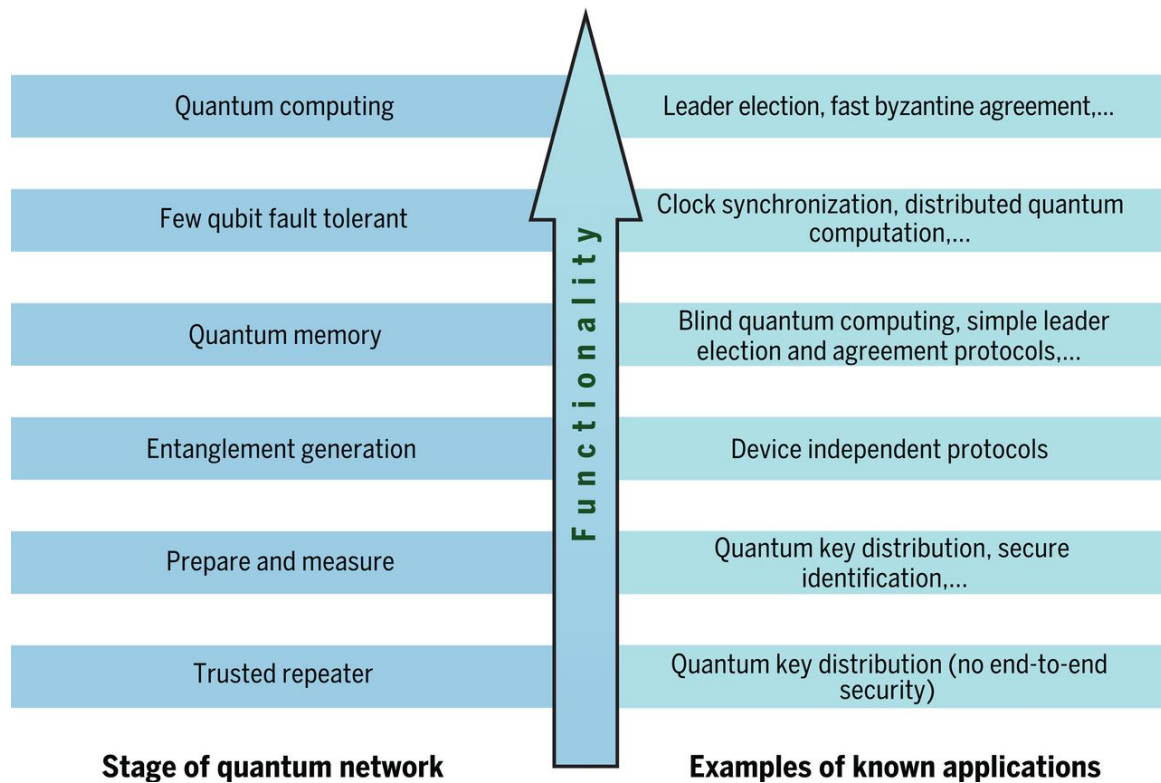 Quantum computing
Leader election, fast byzantine agreement,...
Few qubit fault tolerant
Clock synchronization, distributed quantum
computation,...
Quantum memory
Blind quantum computing, simple leader
election and agreement protocols,...
Entanglement generation
Device independent protocols
Prepare and measure
Quantum key distribution, secure
identification,...
Trusted repeater
Quantum key distribution (no end-to-end
security)
Functionality
Stage of quantum network
Examples of known applications